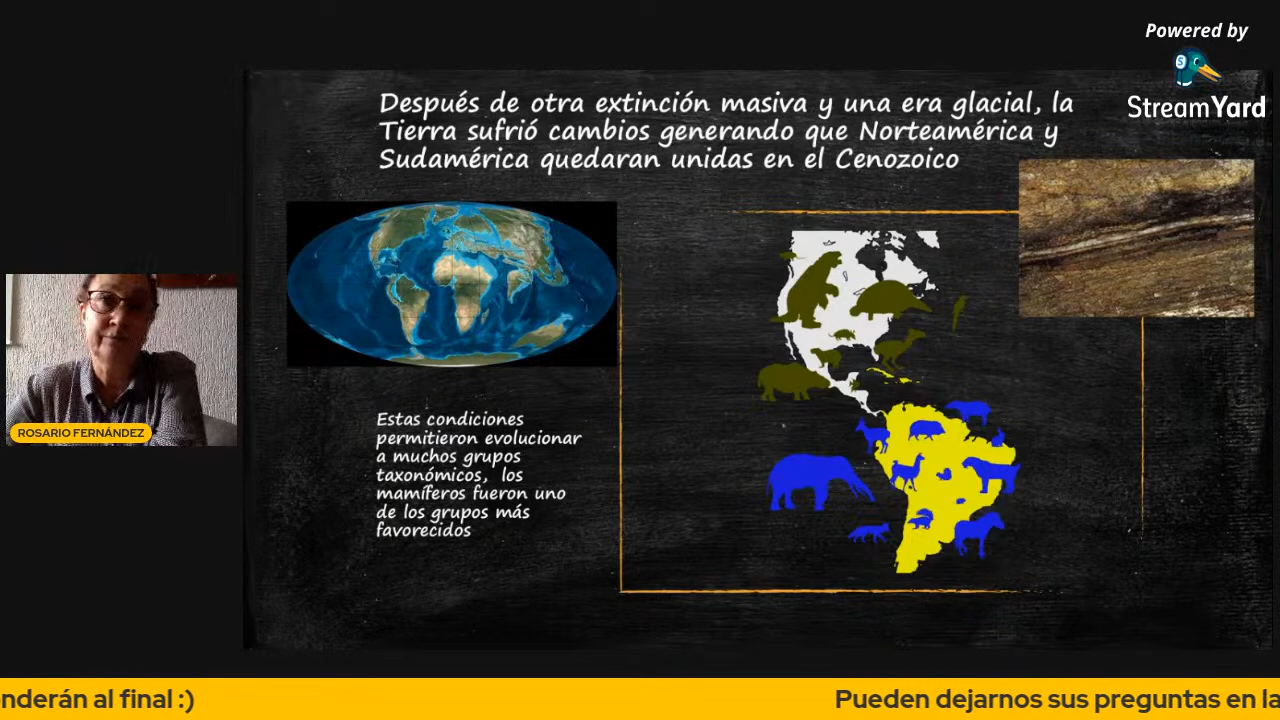 Powered by
StreamYard
Después de otra extinción masiva y una era glacial, la
Tierra sufrió cambios generando que Norteamérica y
Sudamérica quedaran unidas en el Cenozoico
Estas condiciones
permitieron evolucionar
a muchos grupos
taxonómicos, los
mamíferos fueron uno
de los grupos más
favorecidos
ROSARIO FERNÁNDEZ
nderán al final :)
Pueden dejarnos sus preguntas en la